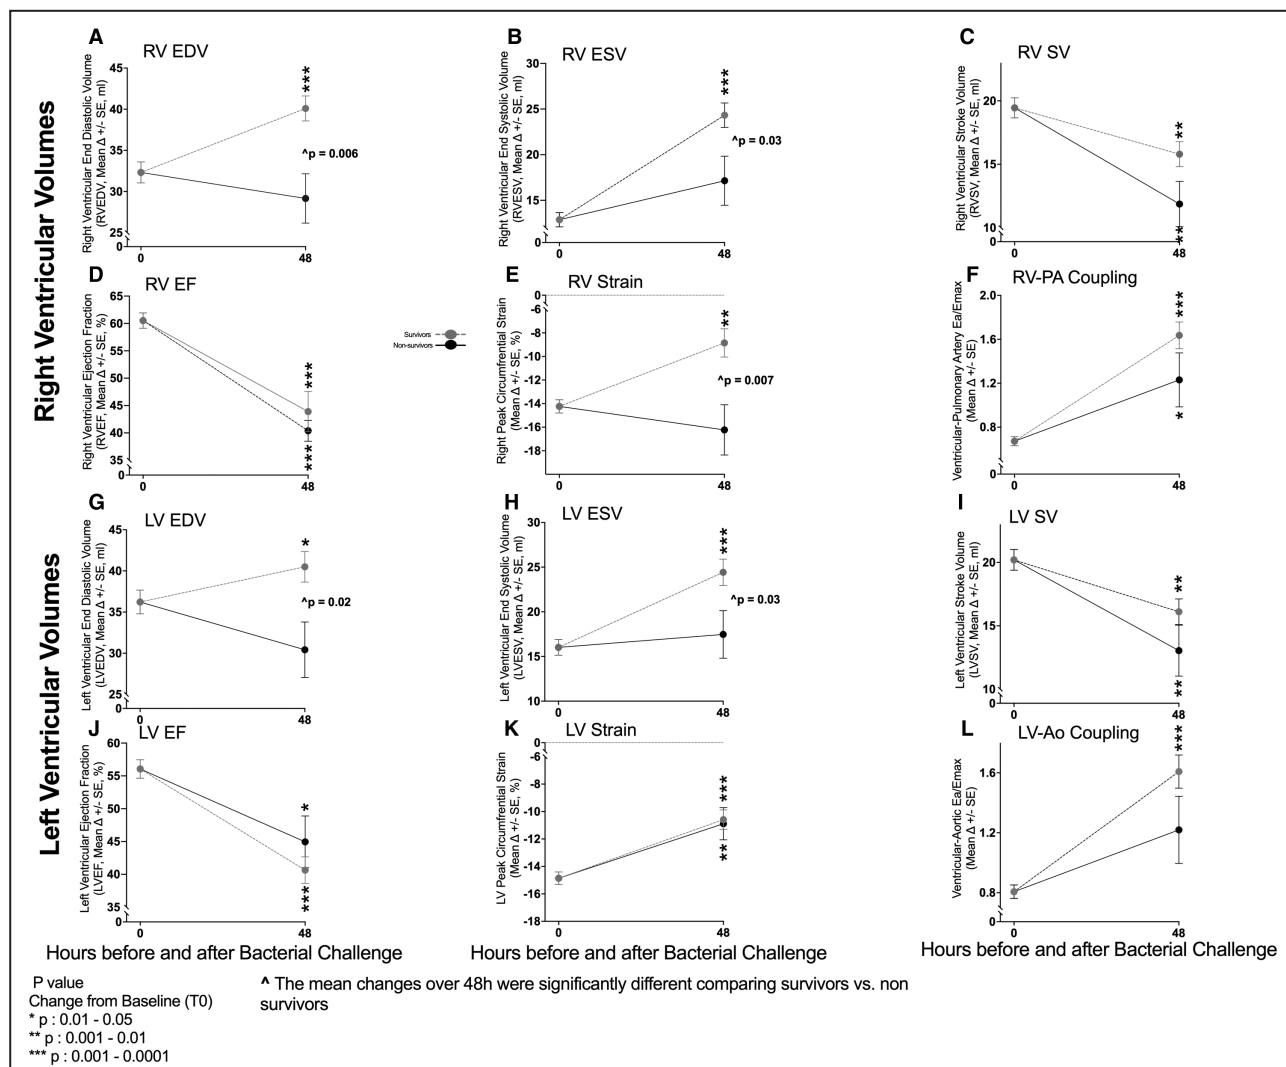 Right Ventricular Volumes
A
RV EDV
Right Ventricular End Diastolic Volume
(RVEDV, Mean Δ +/- SE, ml)
45
40
35
30
25
0
***
^p = 0.006
0 48
B
RV ESV
Right Ventricular End Systolic Volume
(RVESV, Mean Δ +/- SE, ml)
30
25
20
15
0
***
^p = 0.03
0 48
C
RV SV
Right Ventricular Stroke Volume
(RVSV, Mean Δ +/- SE, ml)
20
15
10
0
**
**
0 48
D
RV EF
Right Ventricular Ejection Fraction
(RVEF, Mean Δ +/- SE, %)
65
60
55
50
45
40
35
0
***
***
0 48
Survivors
Non-survivors
E
RV Strain
Right Peak Circumfrential Strain
(Mean Δ +/- SE, %)
0
-6
-8
-10
-12
-14
-16
-18
**
^p = 0.007
0 48
F
RV-PA Coupling
Ventricular-Pulmonary Artery Ea/Emax
(Mean Δ +/- SE)
2.0
1.6
1.2
0.8
0
***
*
0 48
Left Ventricular Volumes
G
LV EDV
Left Ventricular End Diastolic Volume
(LVEDV, Mean Δ +/- SE, ml)
45
40
35
30
25
0
*
^p = 0.02
0 48
H
LV ESV
Left Ventricular End Systolic Volume
(LVESV, Mean Δ +/- SE, ml)
30
25
20
15
10
***
^p = 0.03
0 48
I
LV SV
Left Ventricular Stroke Volume
(LVSV, Mean Δ +/- SE, ml)
20
15
10
0
**
**
0 48
J
LV EF
Left Ventricular Ejection Fraction
(LVEF, Mean Δ +/- SE, %)
60
55
50
45
40
35
0
*
***
0 48
K
LV Strain
LV Peak Circumfrential Strain
(Mean Δ +/- SE, %)
0
-6
-8
-10
-12
-14
-16
-18
***
**
0 48
L
LV-Ao Coupling
Ventricular-Aortic Ea/Emax
(Mean Δ +/- SE)
1.6
1.2
0.8
0
***
0 48
Hours before and after Bacterial Challenge
Hours before and after Bacterial Challenge
Hours before and after Bacterial Challenge
P value
Change from Baseline (T0)
* p : 0.01 - 0.05
** p : 0.001 - 0.01
*** p : 0.001 - 0.0001
^ The mean changes over 48h were significantly different comparing survivors vs. non
survivors